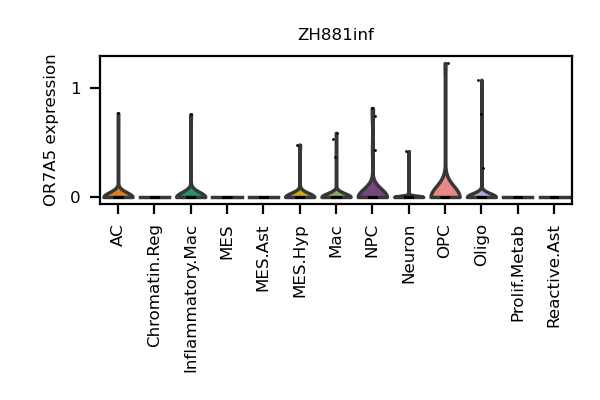 ZH881inf
OR7A5 expression
1
0
AC
Chromatin.Reg
Inflammatory.Mac
MES
MES.Ast
MES.Hyp
Mac
NPC
Neuron
OPC
Oligo
Prolif.Metab
Reactive.Ast